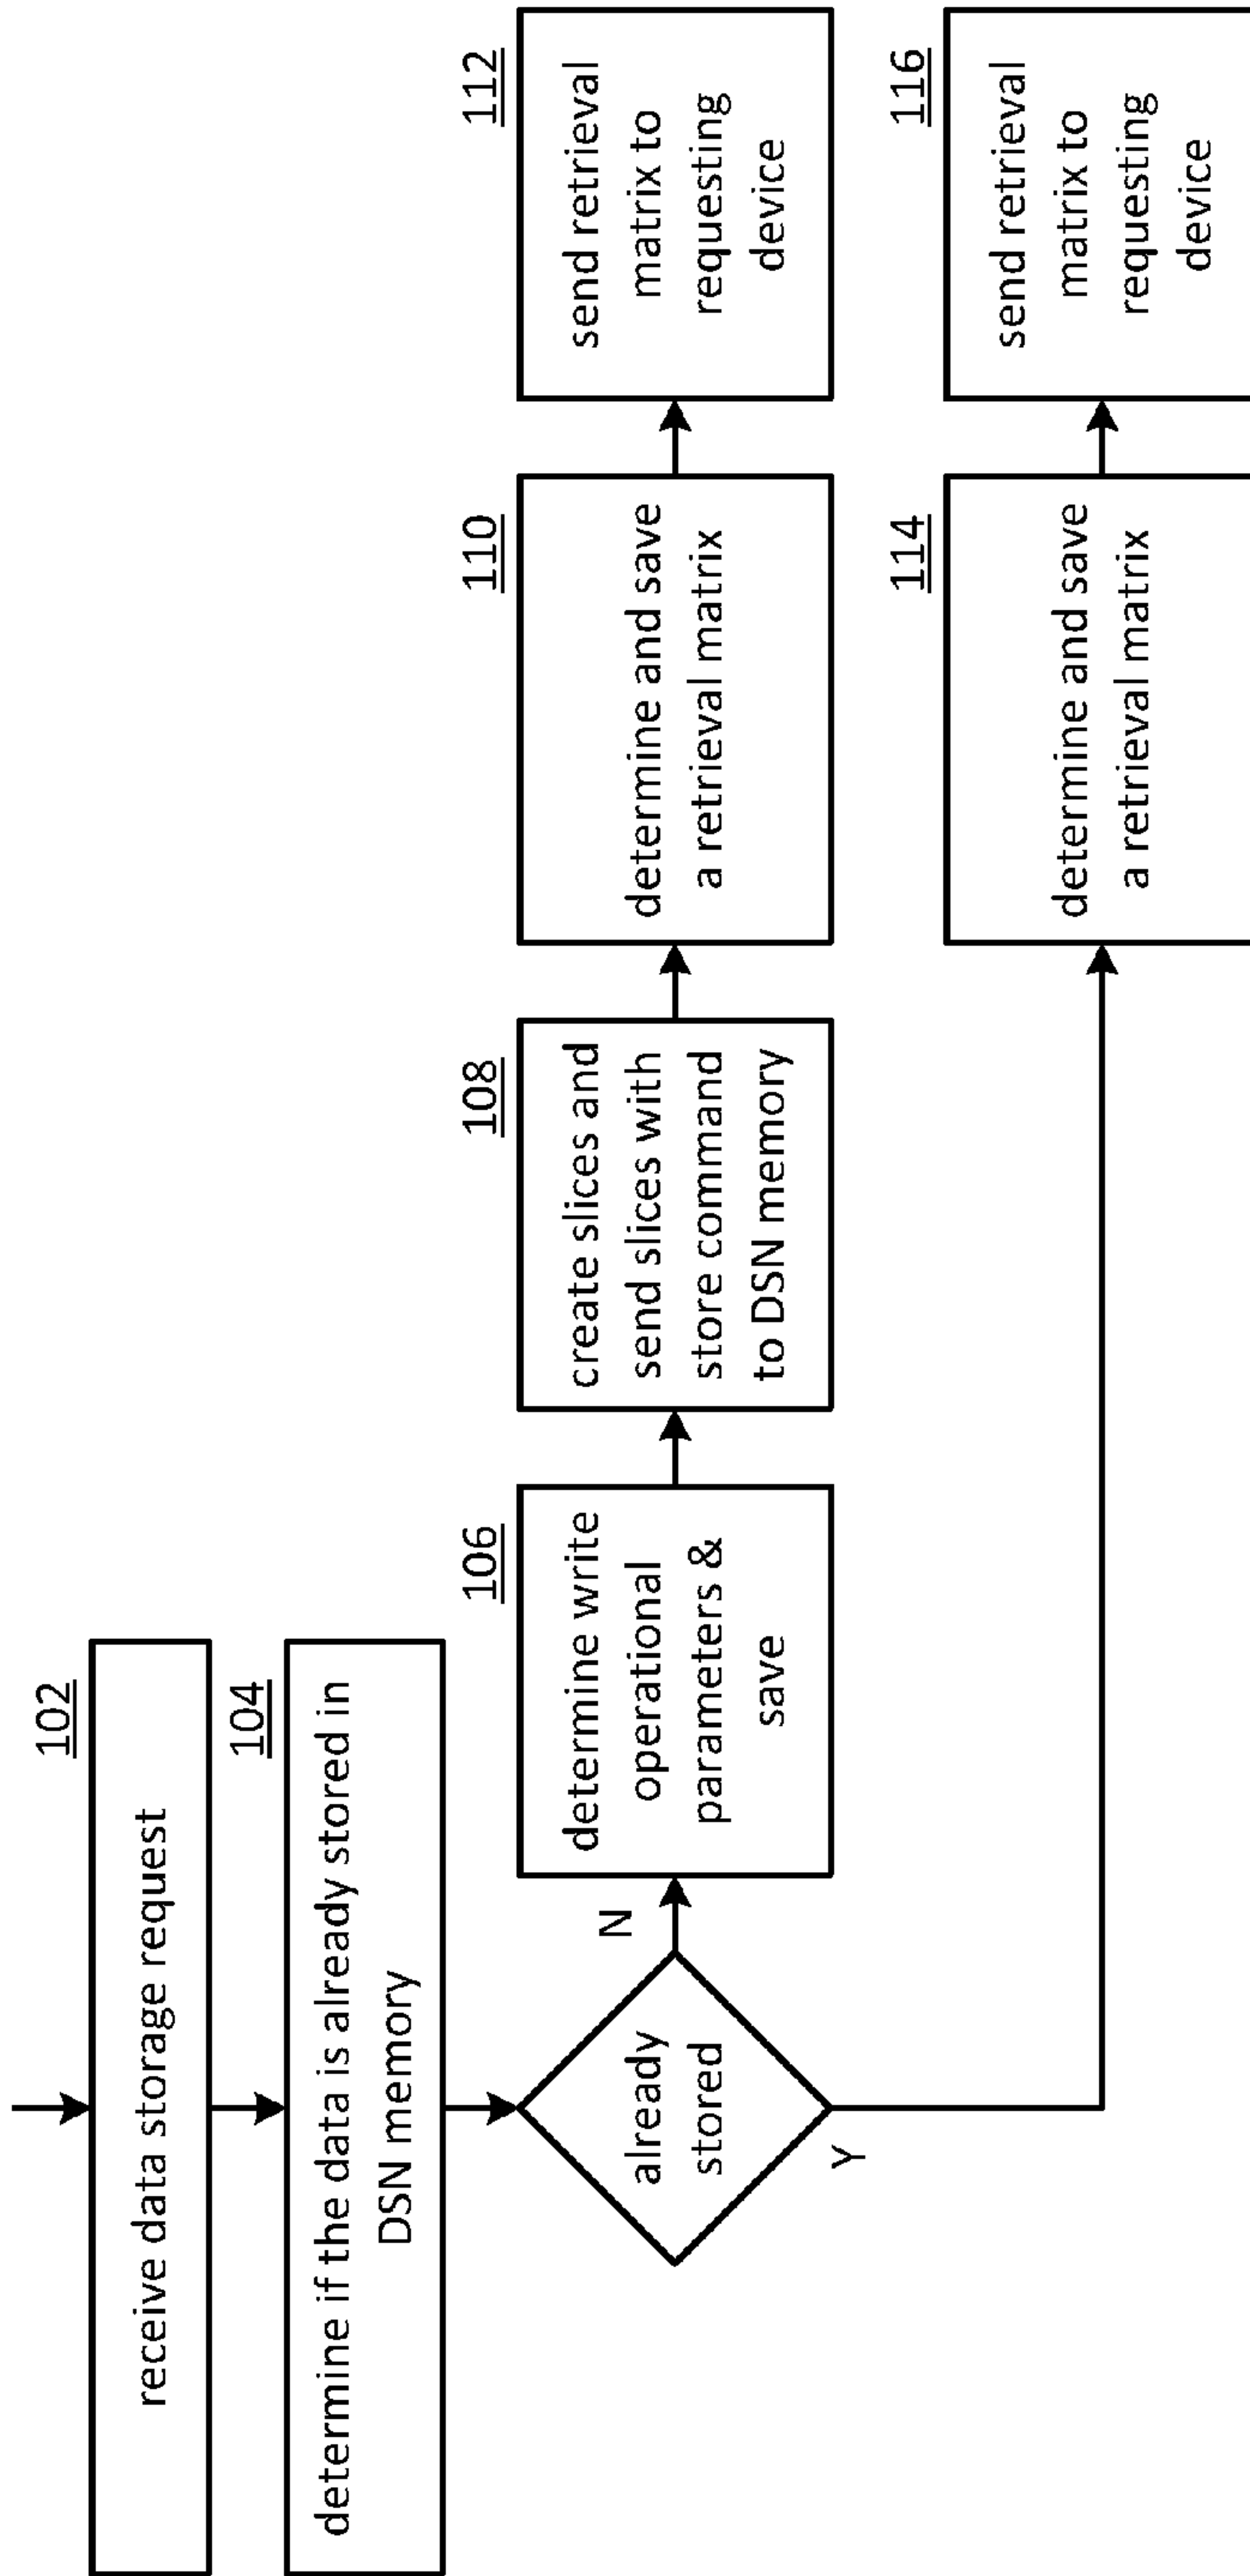 102
receive data storage request
104
determine if the data is already stored in
DSN memory
already
stored
N
Y
106
determine write
operational
parameters &
save
108
create slices and
send slices with
store command
to DSN memory
110
determine and save
a retrieval matrix
112
send retrieval
matrix to
requesting
device
114
determine and save
a retrieval matrix
116
send retrieval
matrix to
requesting
device